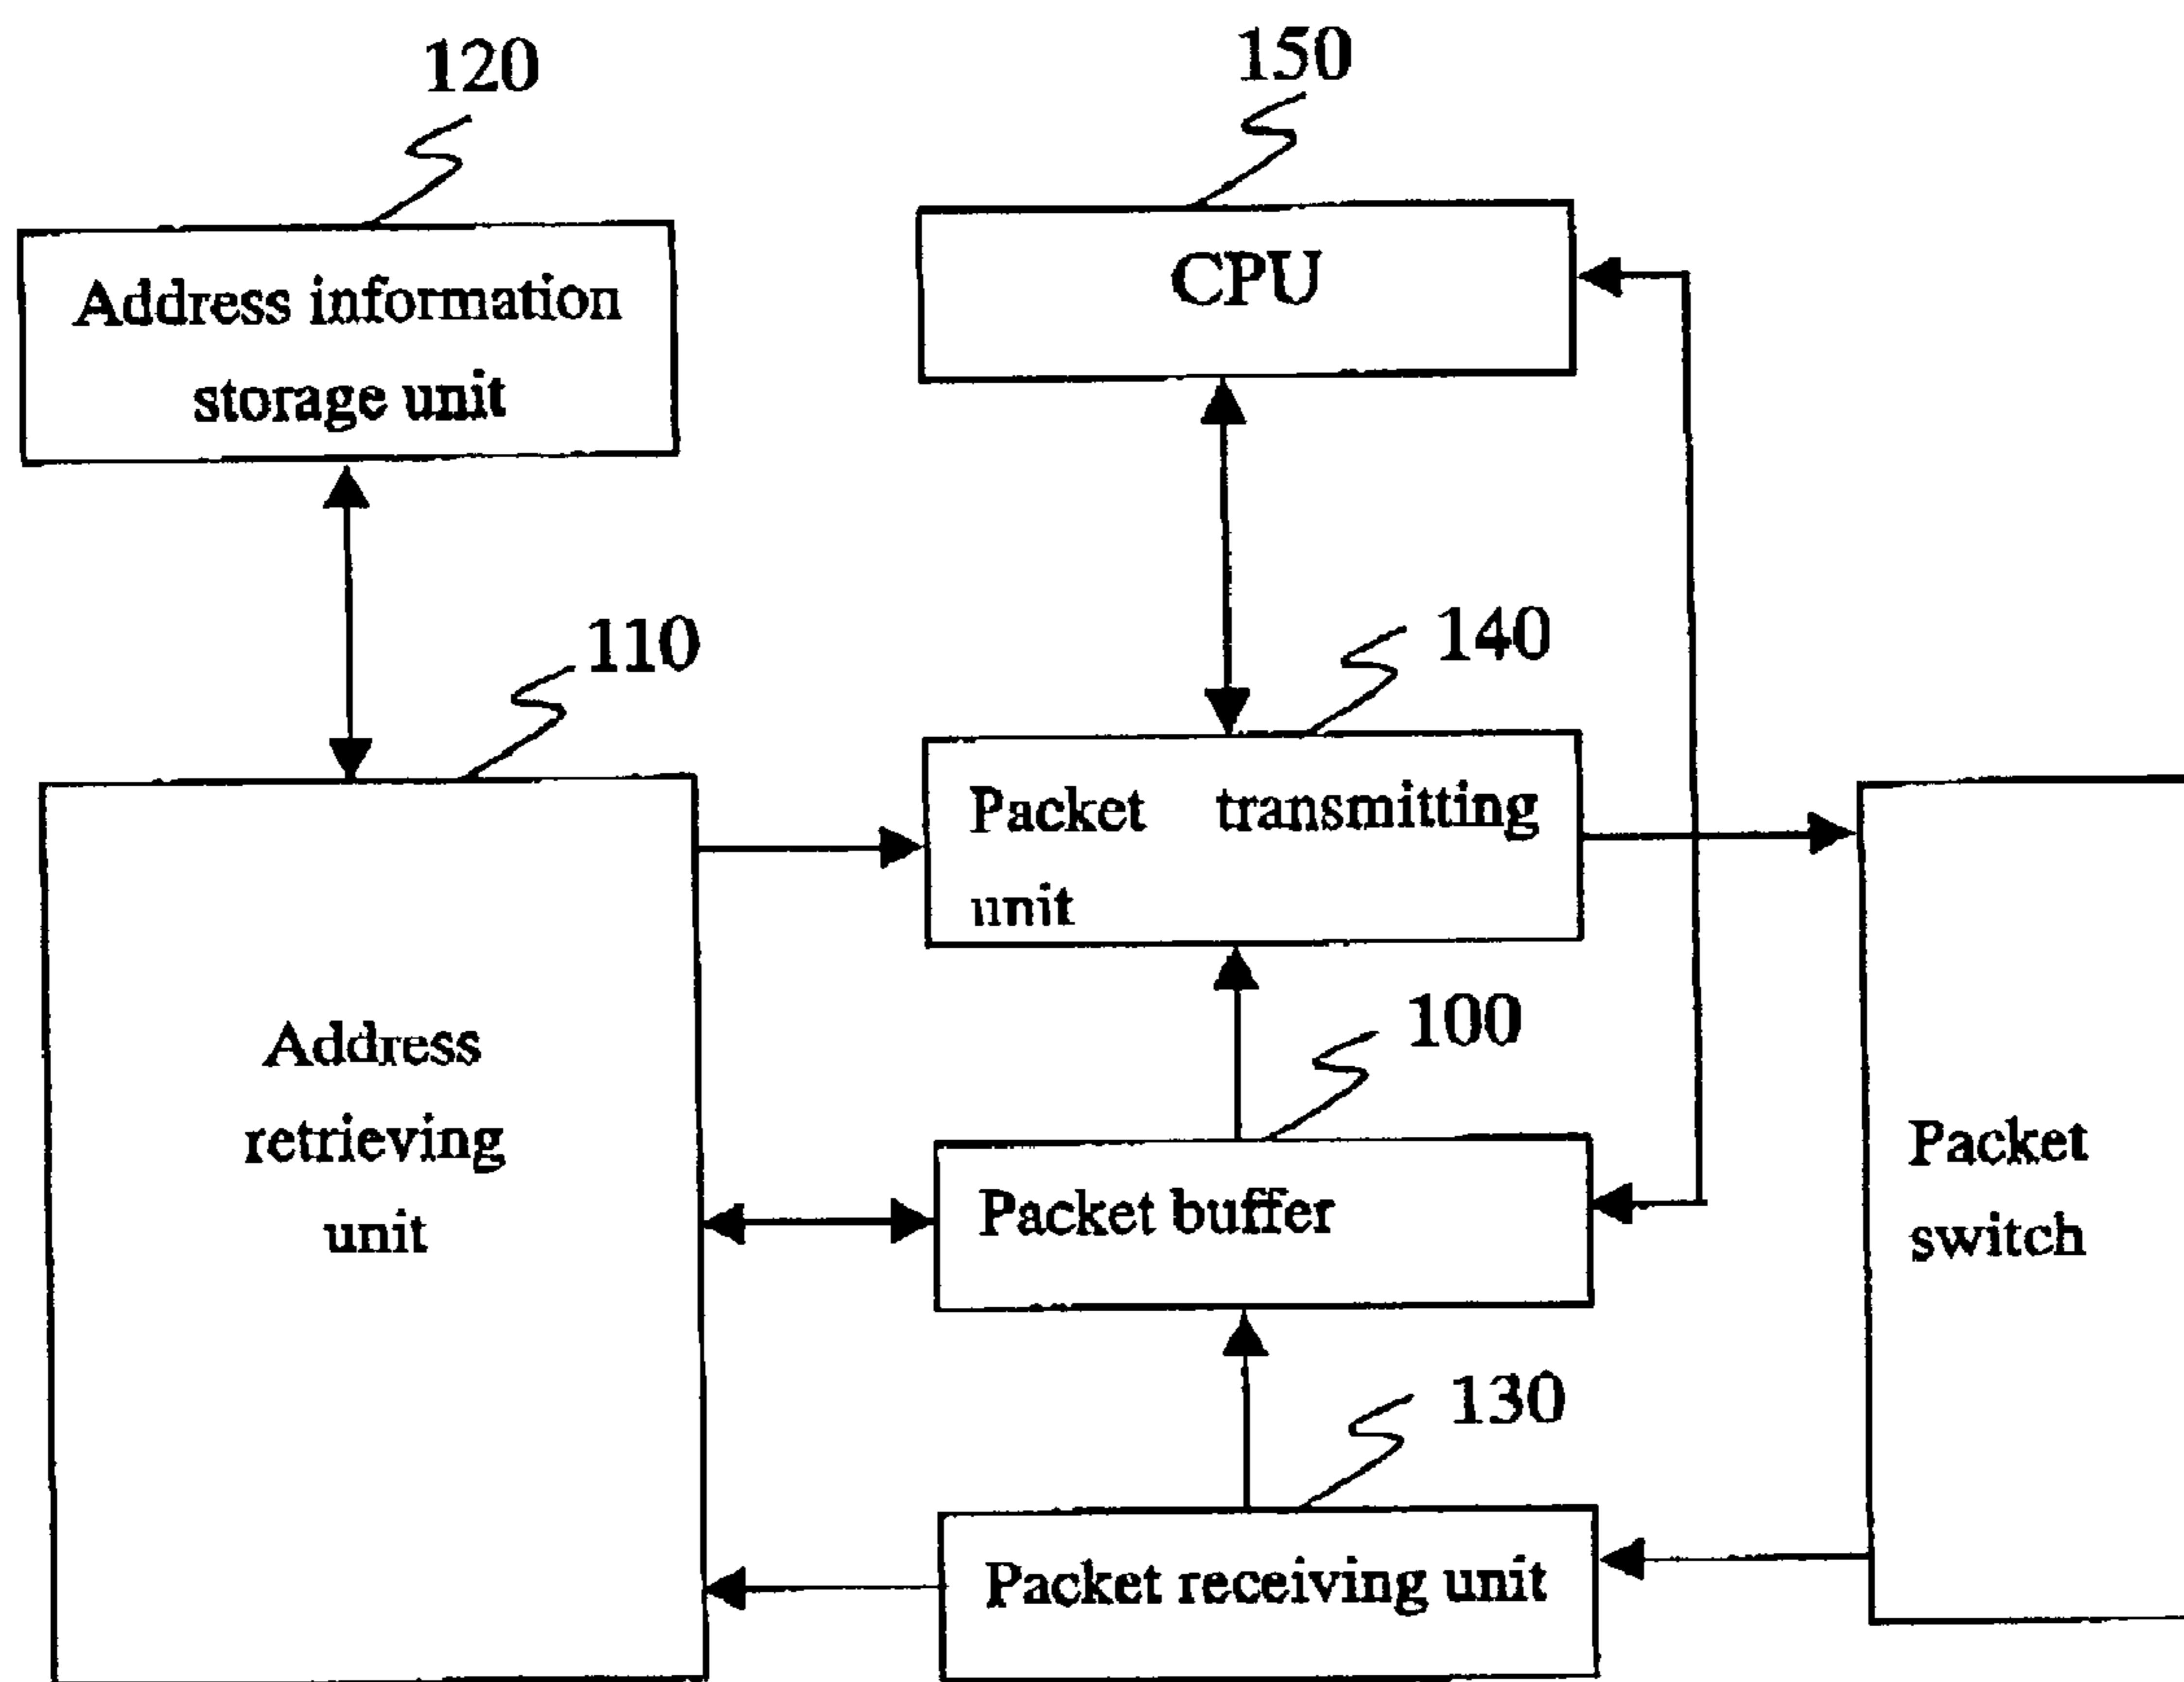 120
150
Address information
storage unit
CPU
110
140
Packet transmitting
unit
100
Address
retrieving
unit
Packet buffer
Packet
switch
130
Packet receiving unit